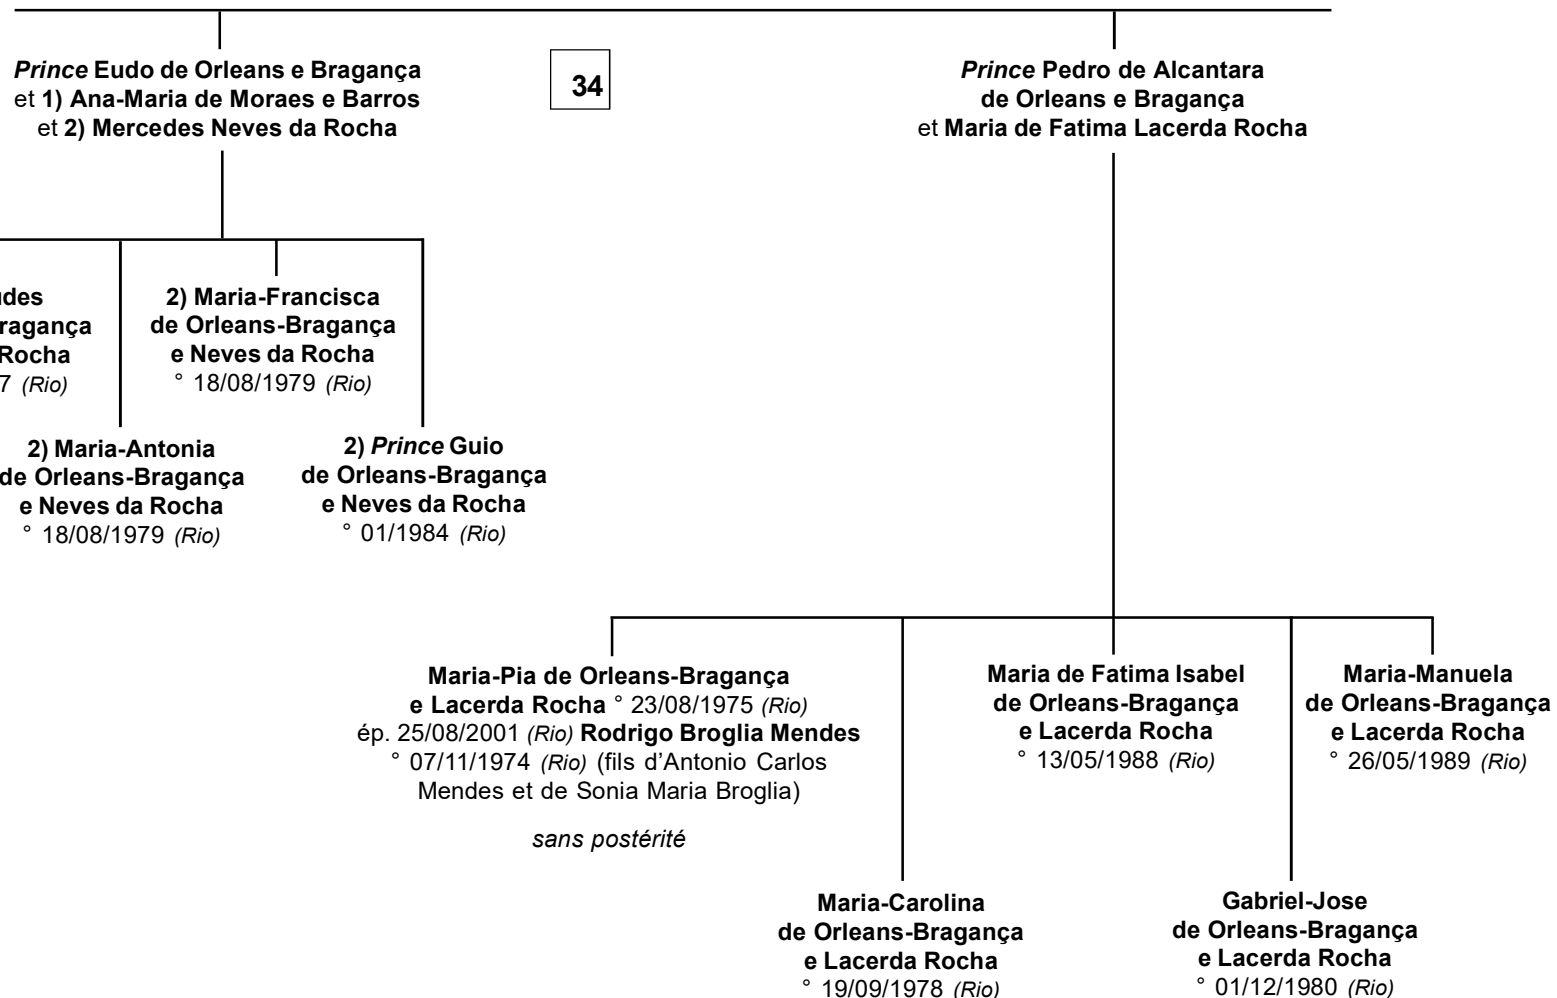 Prince Eudo de Orleans e Bragança
et 1) Ana-Maria de Moraes e Barros
et 2) Mercedes Neves da Rocha
34
Prince Pedro de Alcantara
de Orleans e Bragança
et Maria de Fatima Lacerda Rocha
des
ragança
Rocha
7 (Rio)
2) Maria-Francisca
de Orleans-Bragança
e Neves da Rocha
° 18/08/1979 (Rio)
2) Maria-Antonia
de Orleans-Bragança
e Neves da Rocha
° 18/08/1979 (Rio)
2) Prince Guio
de Orleans-Bragança
e Neves da Rocha
° 01/1984 (Rio)
Maria-Pia de Orleans-Bragança
e Lacerda Rocha ° 23/08/1975 (Rio)
ép. 25/08/2001 (Rio) Rodrigo Broglia Mendes
° 07/11/1974 (Rio) (fils d'Antonio Carlos
Mendes et de Sonia Maria Broglia)
sans postérité
Maria de Fatima Isabel
de Orleans-Bragança
e Lacerda Rocha
° 13/05/1988 (Rio)
Maria-Manuela
de Orleans-Bragança
e Lacerda Rocha
° 26/05/1989 (Rio)
Maria-Carolina
de Orleans-Bragança
e Lacerda Rocha
° 19/09/1978 (Rio)
Gabriel-Jose
de Orleans-Bragança
e Lacerda Rocha
° 01/12/1980 (Rio)